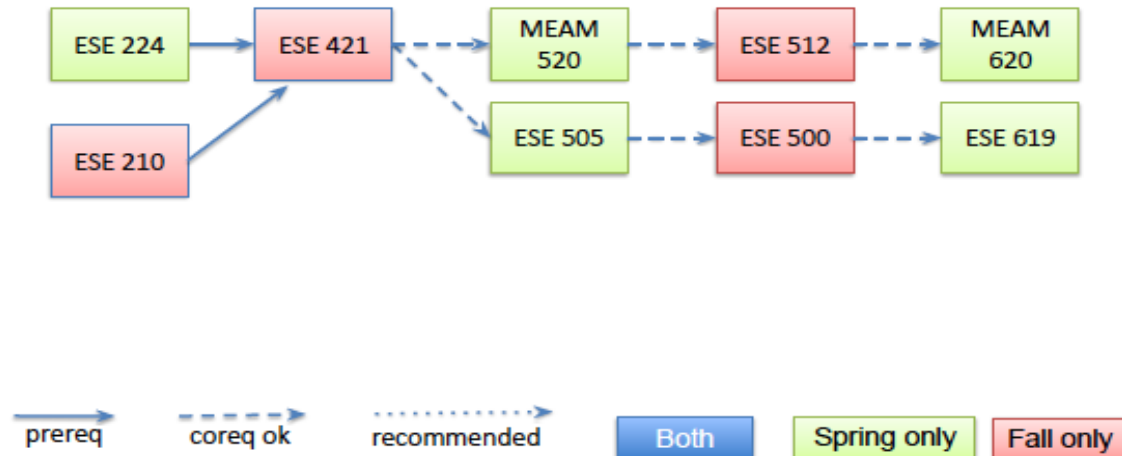 ESE 224
ESE 421
MEAM
520
ESE 512
MEAM
620
ESE 210
ESE 505
ESE 500
ESE 619
prereq
coreq ok
recommended
Both
Spring only
Fall only